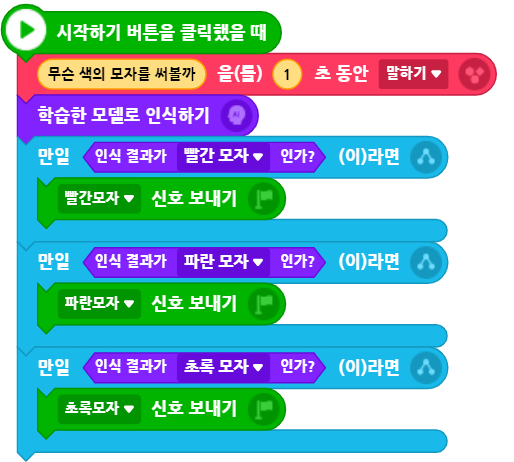 시작하기 버튼을 클릭했을 때
무슨 색의 모자를 써볼까 을(를) 1 초 동안 말하기
학습한 모델로 인식하기 AI
만일 인식 결과가 빨간 모자 인가? (이)라면
빨간모자 신호 보내기
만일 인식 결과가 파란 모자 인가? (이)라면
파란모자 신호 보내기
만일 인식 결과가 초록 모자 인가? (이)라면
초록모자 신호 보내기